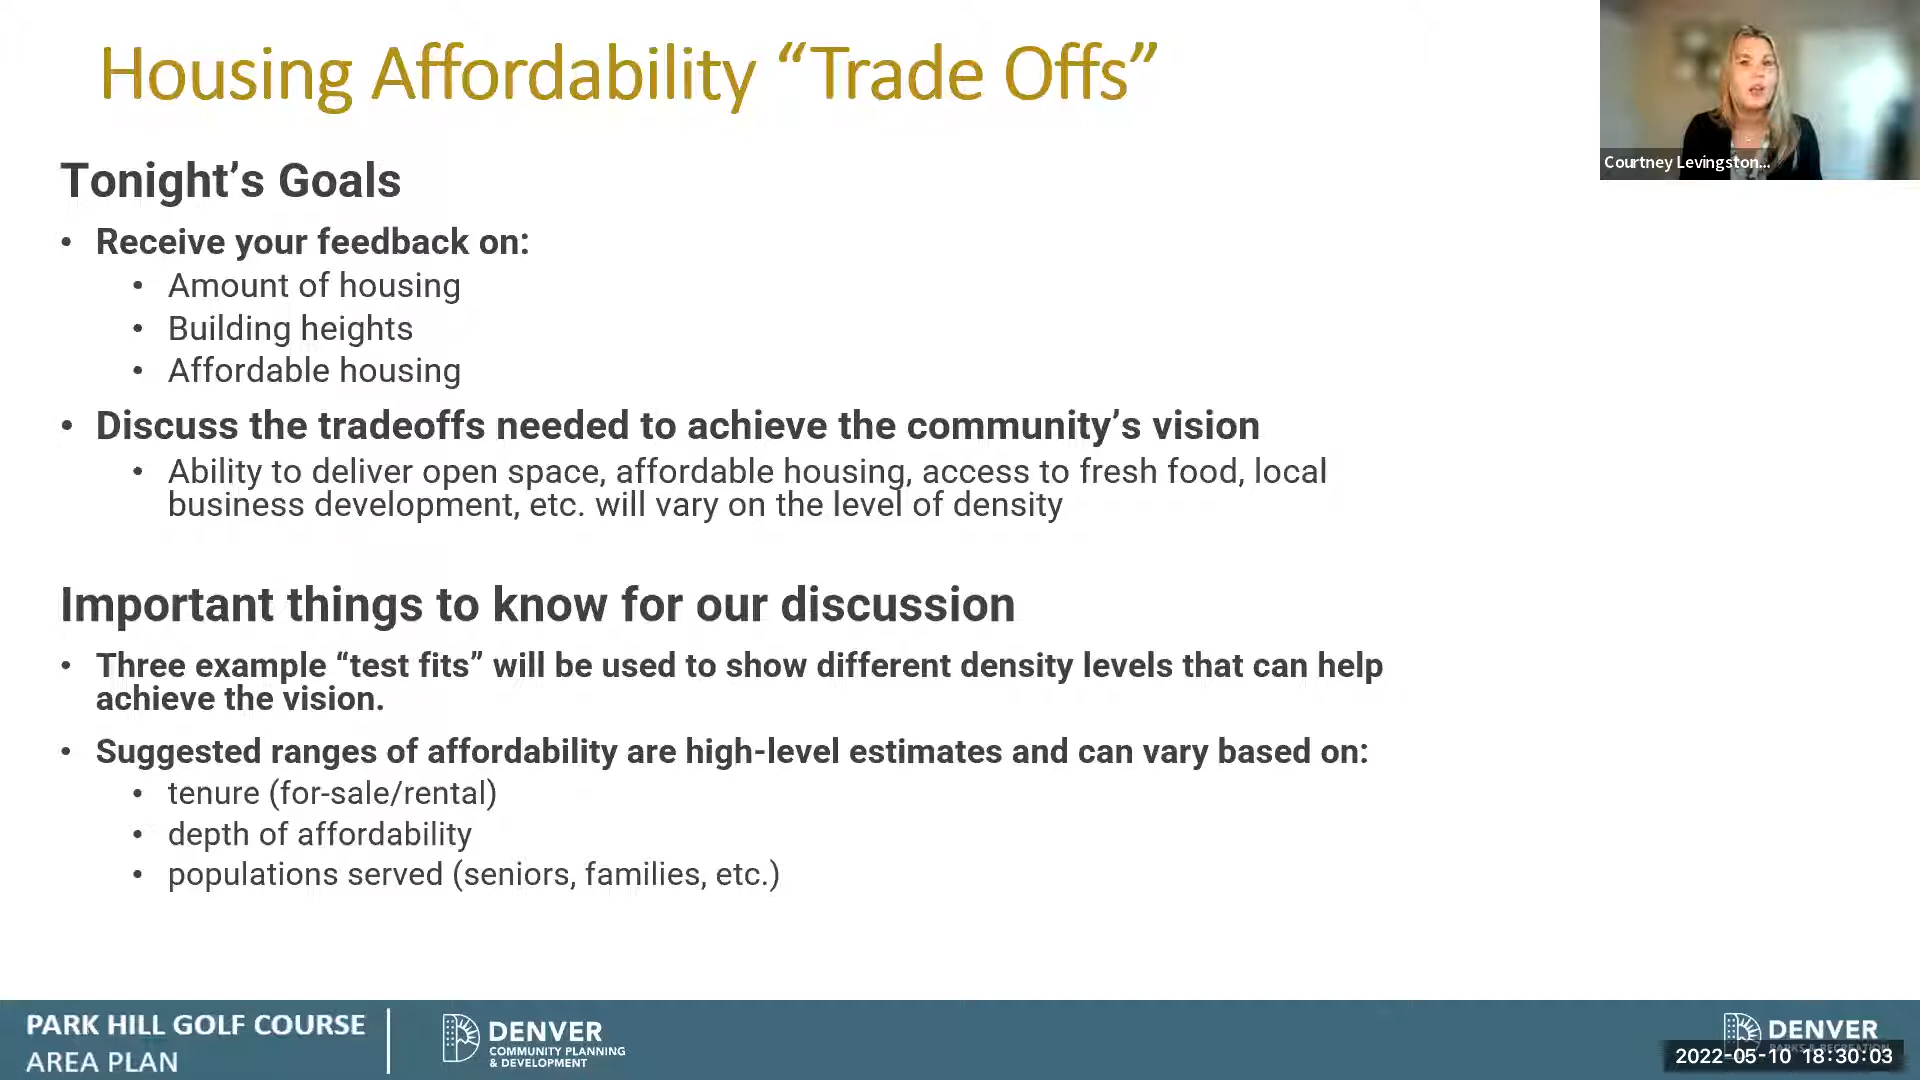 Housing Affordability “Trade Offs”
Courtney Levingston...
Tonight’s Goals
• Receive your feedback on:
• Amount of housing
• Building heights
• Affordable housing
• Discuss the tradeoffs needed to achieve the community’s vision
• Ability to deliver open space, affordable housing, access to fresh food, local
business development, etc. will vary on the level of density
Important things to know for our discussion
• Three example “test fits” will be used to show different density levels that can help
achieve the vision.
• Suggested ranges of affordability are high-level estimates and can vary based on:
• tenure (for-sale/rental)
• depth of affordability
• populations served (seniors, families, etc.)
PARK HILL GOLF COURSE
AREA PLAN
DENVER
COMMUNITY PLANNING
& DEVELOPMENT
DENVER
PARKS & RECREATION
2022-05-10 18:30:03